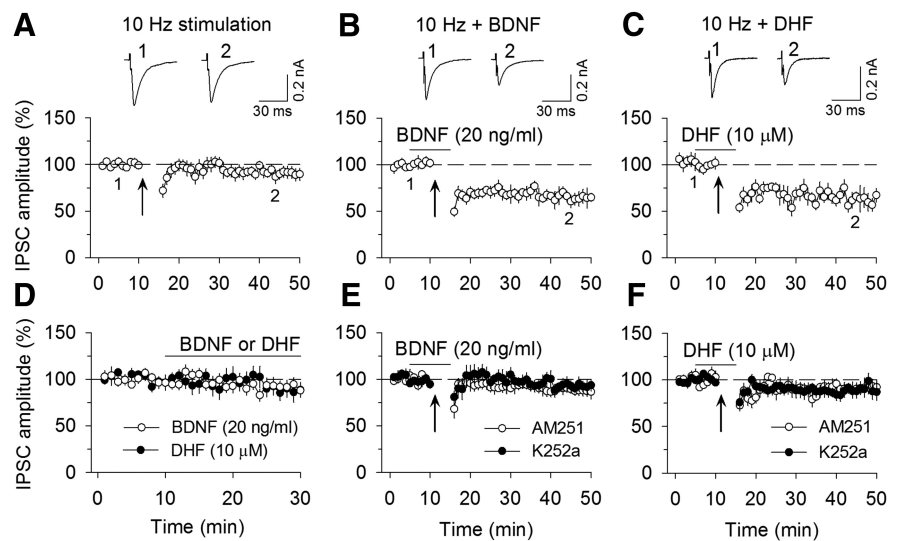 A
10 Hz stimulation
1
2
0.2 nA
30 ms
IPSC amplitude (%)
150
100
50
0
1
2
0 10 20 30 40 50
B
10 Hz + BDNF
1
2
0.2 nA
30 ms
BDNF (20 ng/ml)
150
100
50
0
1
2
0 10 20 30 40 50
C
10 Hz + DHF
1
2
0.2 nA
30 ms
DHF (10 μM)
150
100
50
0
1
2
0 10 20 30 40 50
D
IPSC amplitude (%)
150
100
50
0
BDNF or DHF
BDNF (20 ng/ml)
DHF (10 μM)
0 10 20 30
Time (min)
E
BDNF (20 ng/ml)
150
100
50
0
AM251
K252a
0 10 20 30 40 50
Time (min)
F
DHF (10 μM)
150
100
50
0
AM251
K252a
0 10 20 30 40 50
Time (min)